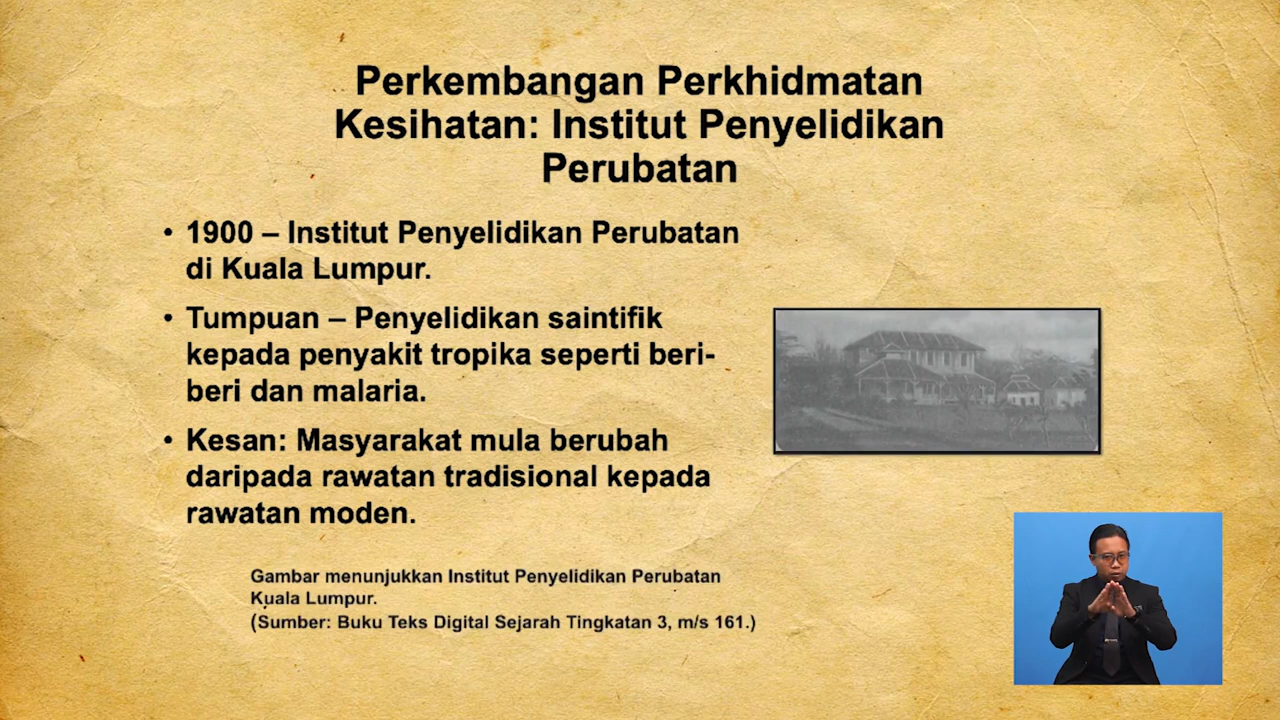 Perkembangan Perkhidmatan
Kesihatan: Institut Penyelidikan
Perubatan
• 1900 – Institut Penyelidikan Perubatan
di Kuala Lumpur.
• Tumpuan – Penyelidikan saintifik
kepada penyakit tropika seperti beri-
beri dan malaria.
• Kesan: Masyarakat mula berubah
daripada rawatan tradisional kepada
rawatan moden.
Gambar menunjukkan Institut Penyelidikan Perubatan
Kuala Lumpur.
(Sumber: Buku Teks Digital Sejarah Tingkatan 3, m/s 161.)